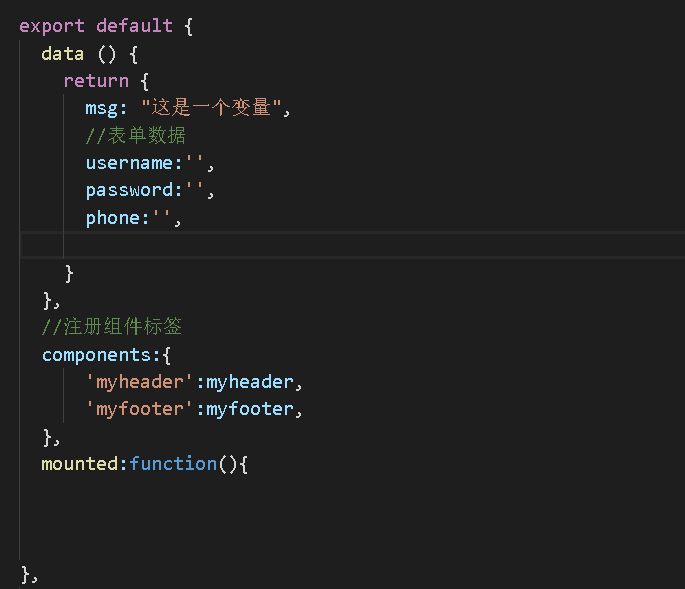 export default {
data () {
return {
msg: "这是一个变量",
//表单数据
username:'',
password:'',
phone:'',
}
},
//注册组件标签
components:{
'myheader':myheader,
'myfooter':myfooter,
},
mounted:function(){
},